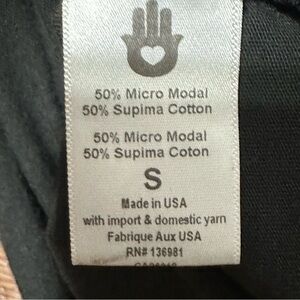 50% Micro Modal
50% Supima Cotton
50% Micro Modal
50% Supima Coton
S
Made in USA
with import & domestic yarn
Fabrique Aux USA
RN# 136981